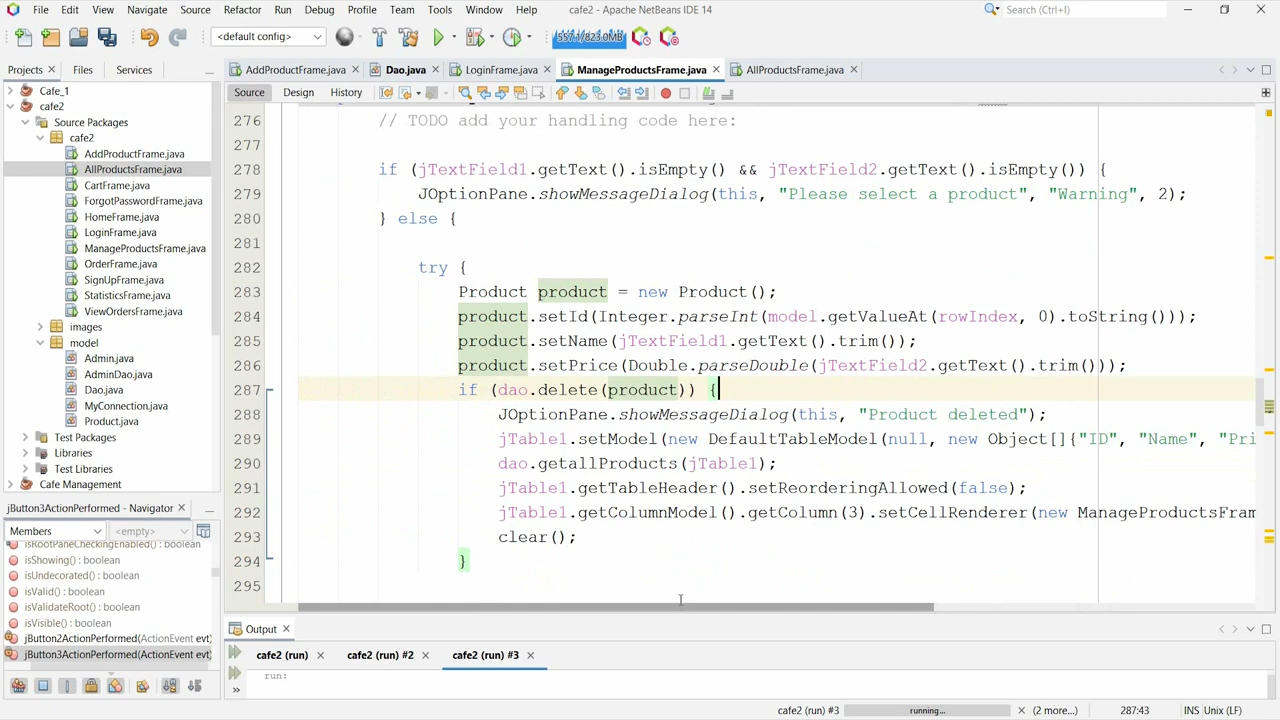 File Edit View Navigate Source Refactor Run Debug Profile Team Tools Window Help
cafe2 - Apache NetBeans IDE 14
Search (Ctrl+I)
<default config>
557.1/823.0MB
Projects
Files
Services
AddProductFrame.java
Dao.java
LoginFrame.java
ManageProductsFrame.java
AllProductsFrame.java
Source
Design
History
Cafe_1
cafe2
Source Packages
cafe2
AddProductFrame.java
AllProductsFrame.java
CartFrame.java
ForgotPasswordFrame.java
HomeFrame.java
LoginFrame.java
ManageProductsFrame.java
OrderFrame.java
SignUpFrame.java
StatisticsFrame.java
ViewOrdersFrame.java
images
model
Admin.java
AdminDao.java
Dao.java
MyConnection.java
Product.java
Test Packages
Libraries
Test Libraries
Cafe Management
276 // TODO add your handling code here:
277
278 if (jTextField1.getText().isEmpty() && jTextField2.getText().isEmpty()) {
279 JOptionPane.showMessageDialog(this, "Please select a product", "Warning", 2);
280 } else {
281
282 try {
283 Product product = new Product();
284 product.setId(Integer.parseInt(model.getValueAt(rowIndex, 0).toString()));
285 product.setName(jTextField1.getText().trim());
286 product.setPrice(Double.parseDouble(jTextField2.getText().trim()));
287 if (dao.delete(product)) {
288 JOptionPane.showMessageDialog(this, "Product deleted");
289 jTable1.setModel(new DefaultTableModel(null, new Object[]{"ID", "Name", "Pri
290 dao.getallProducts(jTable1);
291 jTable1.getTableHeader().setReorderingAllowed(false);
292 jTable1.getColumnModel().getColumn(3).setCellRenderer(new ManageProductsFram
293 clear();
294 }
295
jButton3ActionPerformed - Navigator
Members
<empty>
isRootPaneCheckingEnabled() : boolean
isShowing() : boolean
isUndecorated() : boolean
isValid() : boolean
isValidateRoot() : boolean
isVisible() : boolean
jButton2ActionPerformed(ActionEvent evt)
jButton3ActionPerformed(ActionEvent evt)
Output
cafe2 (run)
cafe2 (run) #2
cafe2 (run) #3
run:
cafe2 (run) #3
running...
(2 more...)
287:43
INS
Unix (LF)